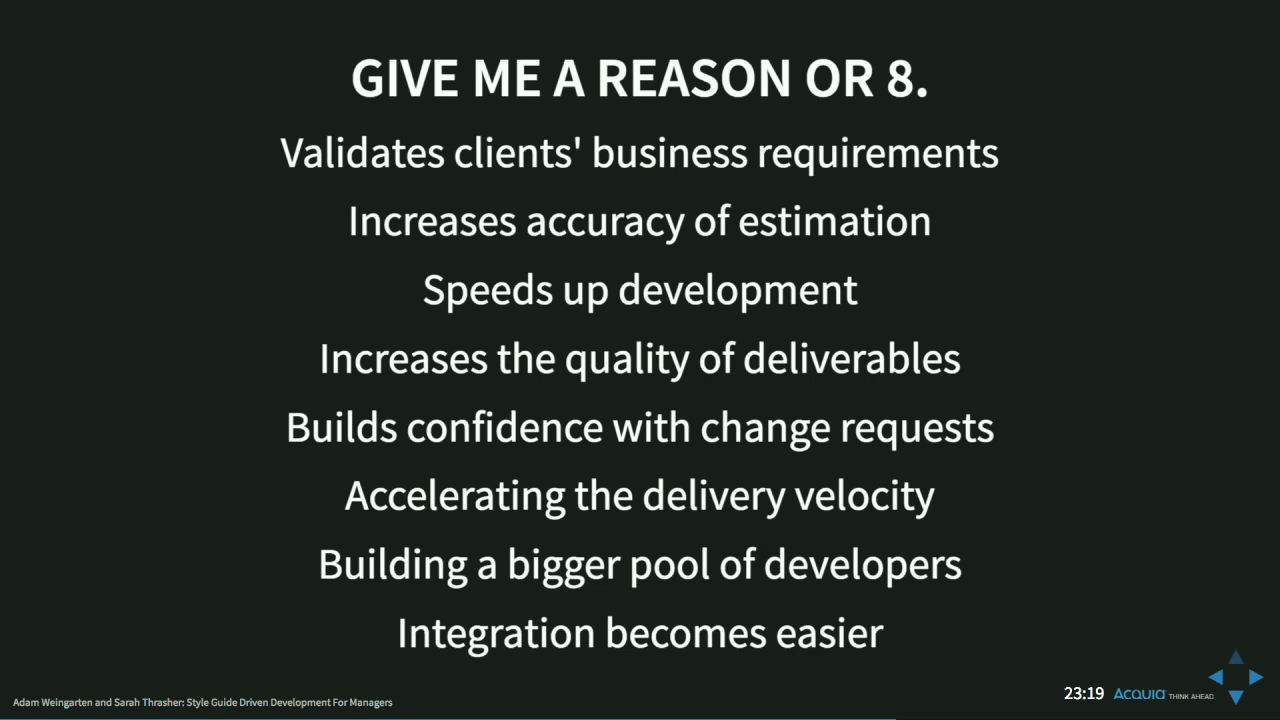 GIVE ME A REASON OR 8.
Validates clients' business requirements
Increases accuracy of estimation
Speeds up development
Increases the quality of deliverables
Builds confidence with change requests
Accelerating the delivery velocity
Building a bigger pool of developers
Integration becomes easier
23:19 Acquia THINK AHEAD
Adam Weingarten and Sarah Thrasher: Style Guide Driven Development For Managers